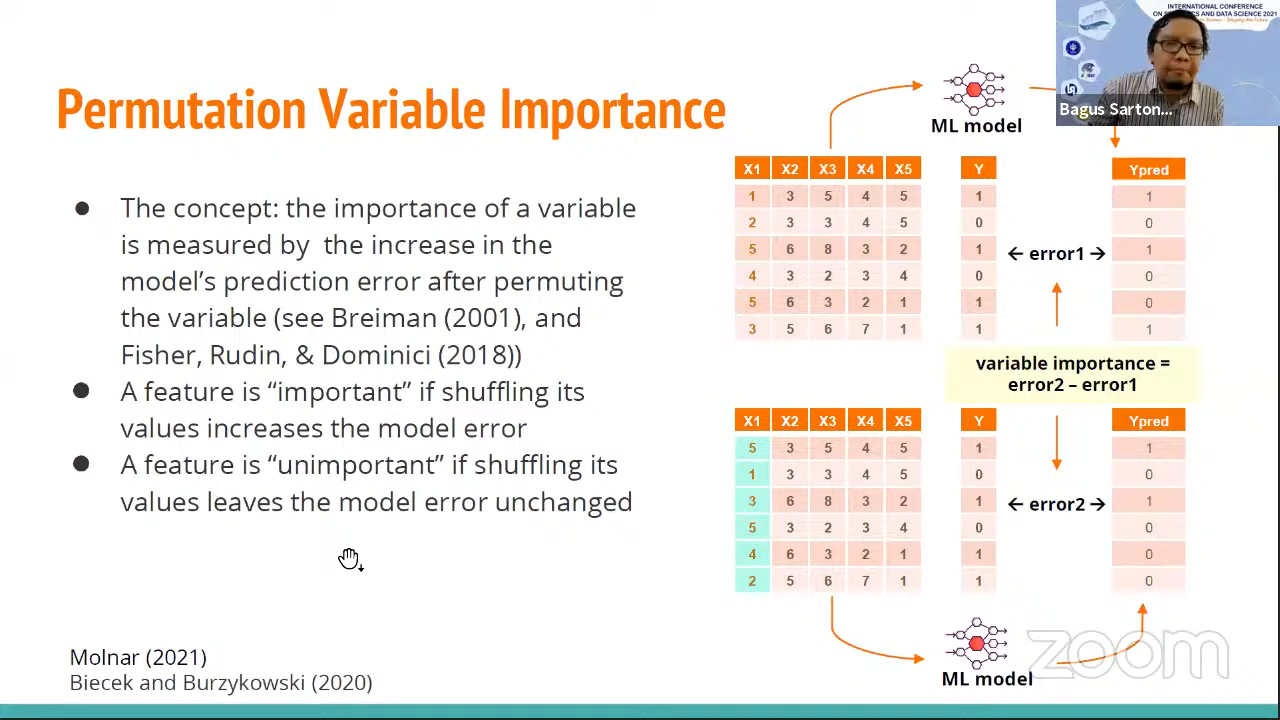 INTERNATIONAL CONFERENCE
Bagus Sarton...
Permutation Variable Importance
● The concept: the importance of a variable
is measured by the increase in the
model’s prediction error after permuting
the variable (see Breiman (2001), and
Fisher, Rudin, & Dominici (2018))
● A feature is “important” if shuffling its
values increases the model error
● A feature is “unimportant” if shuffling its
values leaves the model error unchanged
Molnar (2021)
Biecek and Burzykowski (2020)
ML model
X1 X2 X3 X4 X5 Y Ypred
1 3 5 4 5 1 1
2 3 3 4 5 0 0
5 6 8 3 2 1 1
← error1 →
4 3 2 3 4 0 0
5 6 3 2 1 1 0
3 5 6 7 1 1 1
variable importance =
error2 – error1
X1 X2 X3 X4 X5 Y Ypred
5 3 5 4 5 1 1
1 3 3 4 5 0 0
3 6 8 3 2 1 1
← error2 →
5 3 2 3 4 0 0
4 6 3 2 1 1 0
2 5 6 7 1 1 0
ML model
zoom